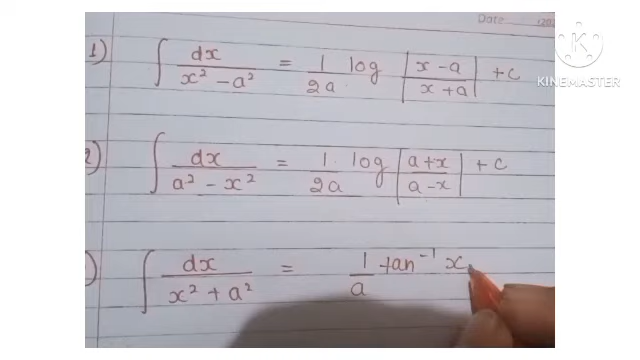 Date
1) ∫ dx / (x² - a²) = 1/2a log |x - a / x + a| + c
KINEMASTER
2) ∫ dx / (a² - x²) = 1/2a log |a + x / a - x| + c
) ∫ dx / (x² + a²) = 1/a tan⁻¹ x